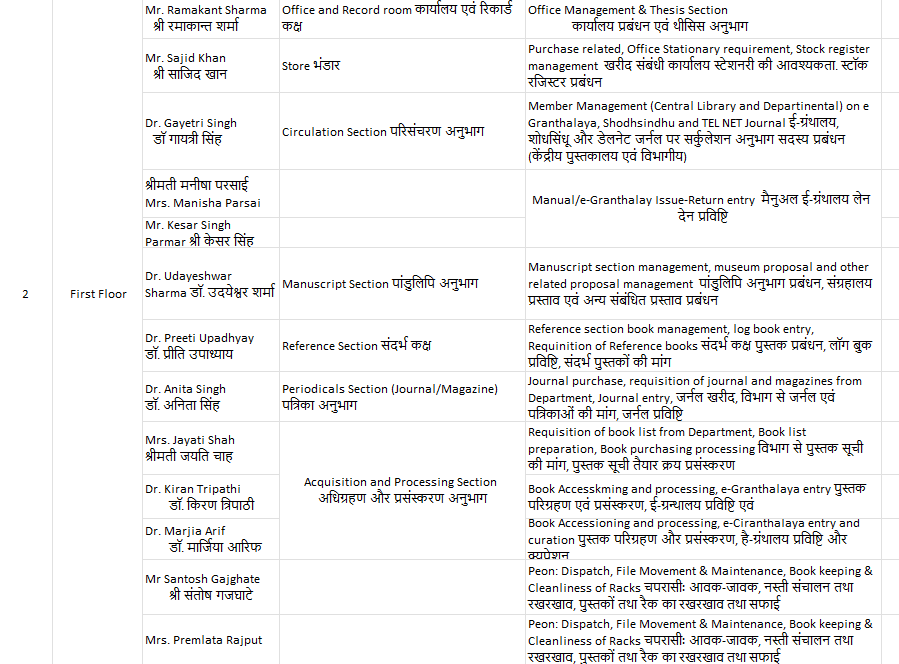 Mr. Ramakant Sharma
श्री रमाकान्त शर्मा
Office and Record room कार्यालय एवं रिकार्ड
कक्ष
Office Management & Thesis Section
कार्यालय प्रबंधन एवं थीसिस अनुभाग
Mr. Sajid Khan
श्री साजिद खान
Store भंडार
Purchase related, Office Stationary requirement, Stock register
management खरीद संबंधी कार्यालय स्टेशनरी की आवश्यकता. स्टॉक
रजिस्टर प्रबंधन
Dr. Gayetri Singh
डॉ गायत्री सिंह
Circulation Section परिसंचरण अनुभाग
Member Management (Central Library and Departinental) on e
Granthalaya, Shodhsindhu and TEL NET Journal ई-ग्रंथालय,
शोधसिंधू और डेलनेट जर्नल पर सर्कुलेशन अनुभाग सदस्य प्रबंधन
(केंद्रीय पुस्तकालय एवं विभागीय)
श्रीमती मनीषा परसाई
Mrs. Manisha Parsai
Manual/e-Granthalay Issue-Return entry मैनुअल ई-ग्रंथालय लेन
देन प्रविष्टि
Mr. Kesar Singh
Parmar श्री केसर सिंह
2
First Floor
Dr. Udayeshwar
Sharma डॉ. उदयेश्वर शर्मा
Manuscript Section पांडुलिपि अनुभाग
Manuscript section management, museum proposal and other
related proposal management पांडुलिपि अनुभाग प्रबंधन, संग्रहालय
प्रस्ताव एवं अन्य संबंधित प्रस्ताव प्रबंधन
Dr. Preeti Upadhyay
डॉ. प्रीति उपाध्याय
Reference Section संदर्भ कक्ष
Reference section book management, log book entry,
Requinition of Reference books संदर्भ कक्ष पुस्तक प्रबंधन, लॉग बुक
प्रविष्टि, संदर्भ पुस्तकों की मांग
Dr. Anita Singh
डॉ. अनिता सिंह
Periodicals Section (Journal/Magazine)
पत्रिका अनुभाग
Journal purchase, requisition of journal and magazines from
Department, Journal entry, जर्नल खरीद, विभाग से जर्नल एवं
पत्रिकाओं की मांग, जर्नल प्रविष्टि
Mrs. Jayati Shah
श्रीमती जयति चाह
Acquisition and Processing Section
अधिग्रहण और प्रसंस्करण अनुभाग
Requisition of book list from Department, Book list
preparation, Book purchasing processing विभाग से पुस्तक सूची
की मांग, पुस्तक सूची तैयार क्रय प्रसंस्करण
Dr. Kiran Tripathi
डॉ. किरण त्रिपाठी
Book Accesskming and processing, e-Granthalaya entry पुस्तक
परिग्रहण एवं प्रसंस्करण, ई-ग्रन्थालय प्रविष्टि एवं
Dr. Marjia Arif
डॉ. मार्जिया आरिफ
Book Accessioning and processing, e-Ciranthalaya entry and
curation पुस्तक परिग्रहण और प्रसंस्करण, है-ग्रंथालय प्रविष्टि और
क्यूपेशन
Mr Santosh Gajghate
श्री संतोष गजघाटे
Peon: Dispatch, File Movement & Maintenance, Book keeping &
Cleanliness of Racks चपरासी: आवक-जावक, नस्ती संचालन तथा
रखरखाव, पुस्तकों तथा रैक का रखरखाव तथा सफाई
Mrs. Premlata Rajput
Peon: Dispatch, File Movement & Maintenance, Book keeping &
Cleanliness of Racks चपरासी: आवक-जावक, नस्ती संचालन तथा
रखरखाव, पुस्तकों तथा रैक का रखरखाव तथा सफाई